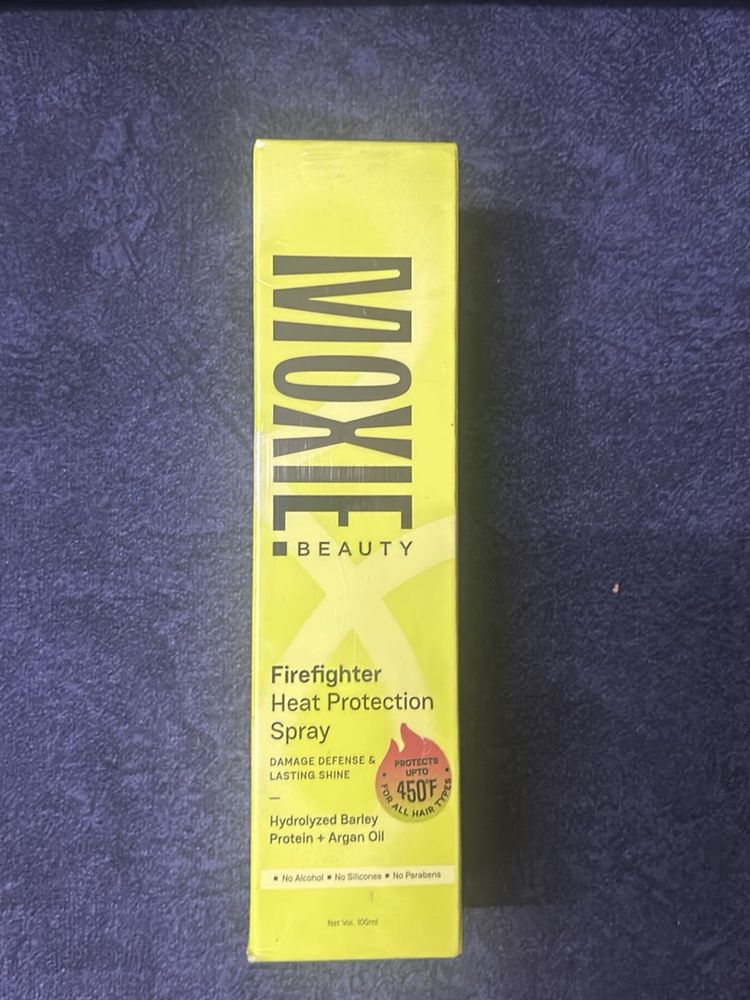 MOXIE
BEAUTY
Firefighter
Heat Protection
Spray
DAMAGE DEFENSE &
LASTING SHINE
PROTECTS
UPTO
450°F
FOR ALL HAIR TYPES
Hydrolyzed Barley
Protein + Argan Oil
▪ No Alcohol ▪ No Silicones ▪ No Parabens
Net Vol. 100ml